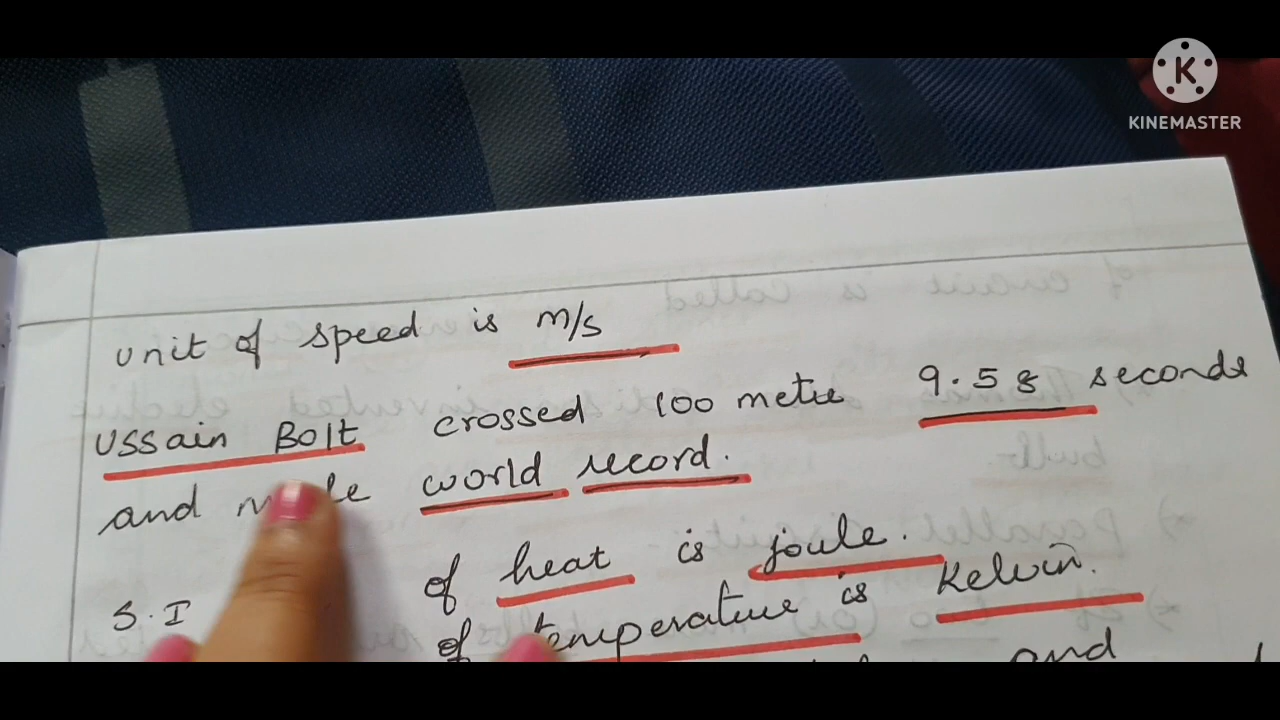 KINEMASTER
unit of speed is m/s
Ussain Bolt crossed 100 metre 9.58 seconds
and world record.
S.I of heat is joule.
of temperature is Kelvin.
and